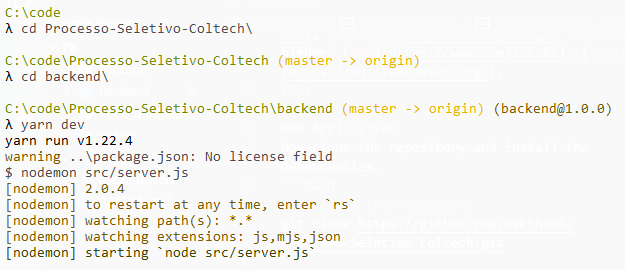 C:\code
λ cd Processo-Seletivo-Coltech\
C:\code\Processo-Seletivo-Coltech (master -> origin)
λ cd backend\
C:\code\Processo-Seletivo-Coltech\backend (master -> origin) (backend@1.0.0)
λ yarn dev
yarn run v1.22.4
warning ..\package.json: No license field
$ nodemon src/server.js
[nodemon] 2.0.4
[nodemon] to restart at any time, enter `rs`
[nodemon] watching path(s): *.*
[nodemon] watching extensions: js,mjs,json
[nodemon] starting `node src/server.js`